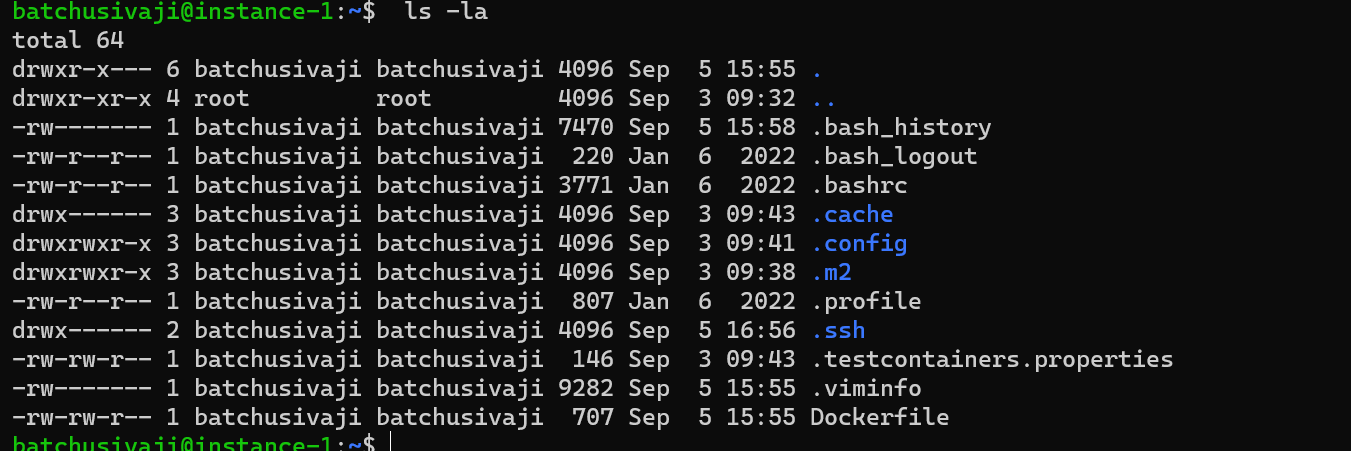 batchusivaji@instance-1:~$  ls -la
total 64
drwxr-x--- 6 batchusivaji batchusivaji 4096 Sep  5 15:55 .
drwxr-xr-x 4 root         root         4096 Sep  3 09:32 ..
-rw------- 1 batchusivaji batchusivaji 7470 Sep  5 15:58 .bash_history
-rw-r--r-- 1 batchusivaji batchusivaji  220 Jan  6  2022 .bash_logout
-rw-r--r-- 1 batchusivaji batchusivaji 3771 Jan  6  2022 .bashrc
drwx------ 3 batchusivaji batchusivaji 4096 Sep  3 09:43 .cache
drwxrwxr-x 3 batchusivaji batchusivaji 4096 Sep  3 09:41 .config
drwxrwxr-x 3 batchusivaji batchusivaji 4096 Sep  3 09:38 .m2
-rw-r--r-- 1 batchusivaji batchusivaji  807 Jan  6  2022 .profile
drwx------ 2 batchusivaji batchusivaji 4096 Sep  5 16:56 .ssh
-rw-rw-r-- 1 batchusivaji batchusivaji  146 Sep  3 09:43 .testcontainers.properties
-rw------- 1 batchusivaji batchusivaji 9282 Sep  5 15:55 .viminfo
-rw-rw-r-- 1 batchusivaji batchusivaji  707 Sep  5 15:55 Dockerfile
batchusivaji@instance-1:~$